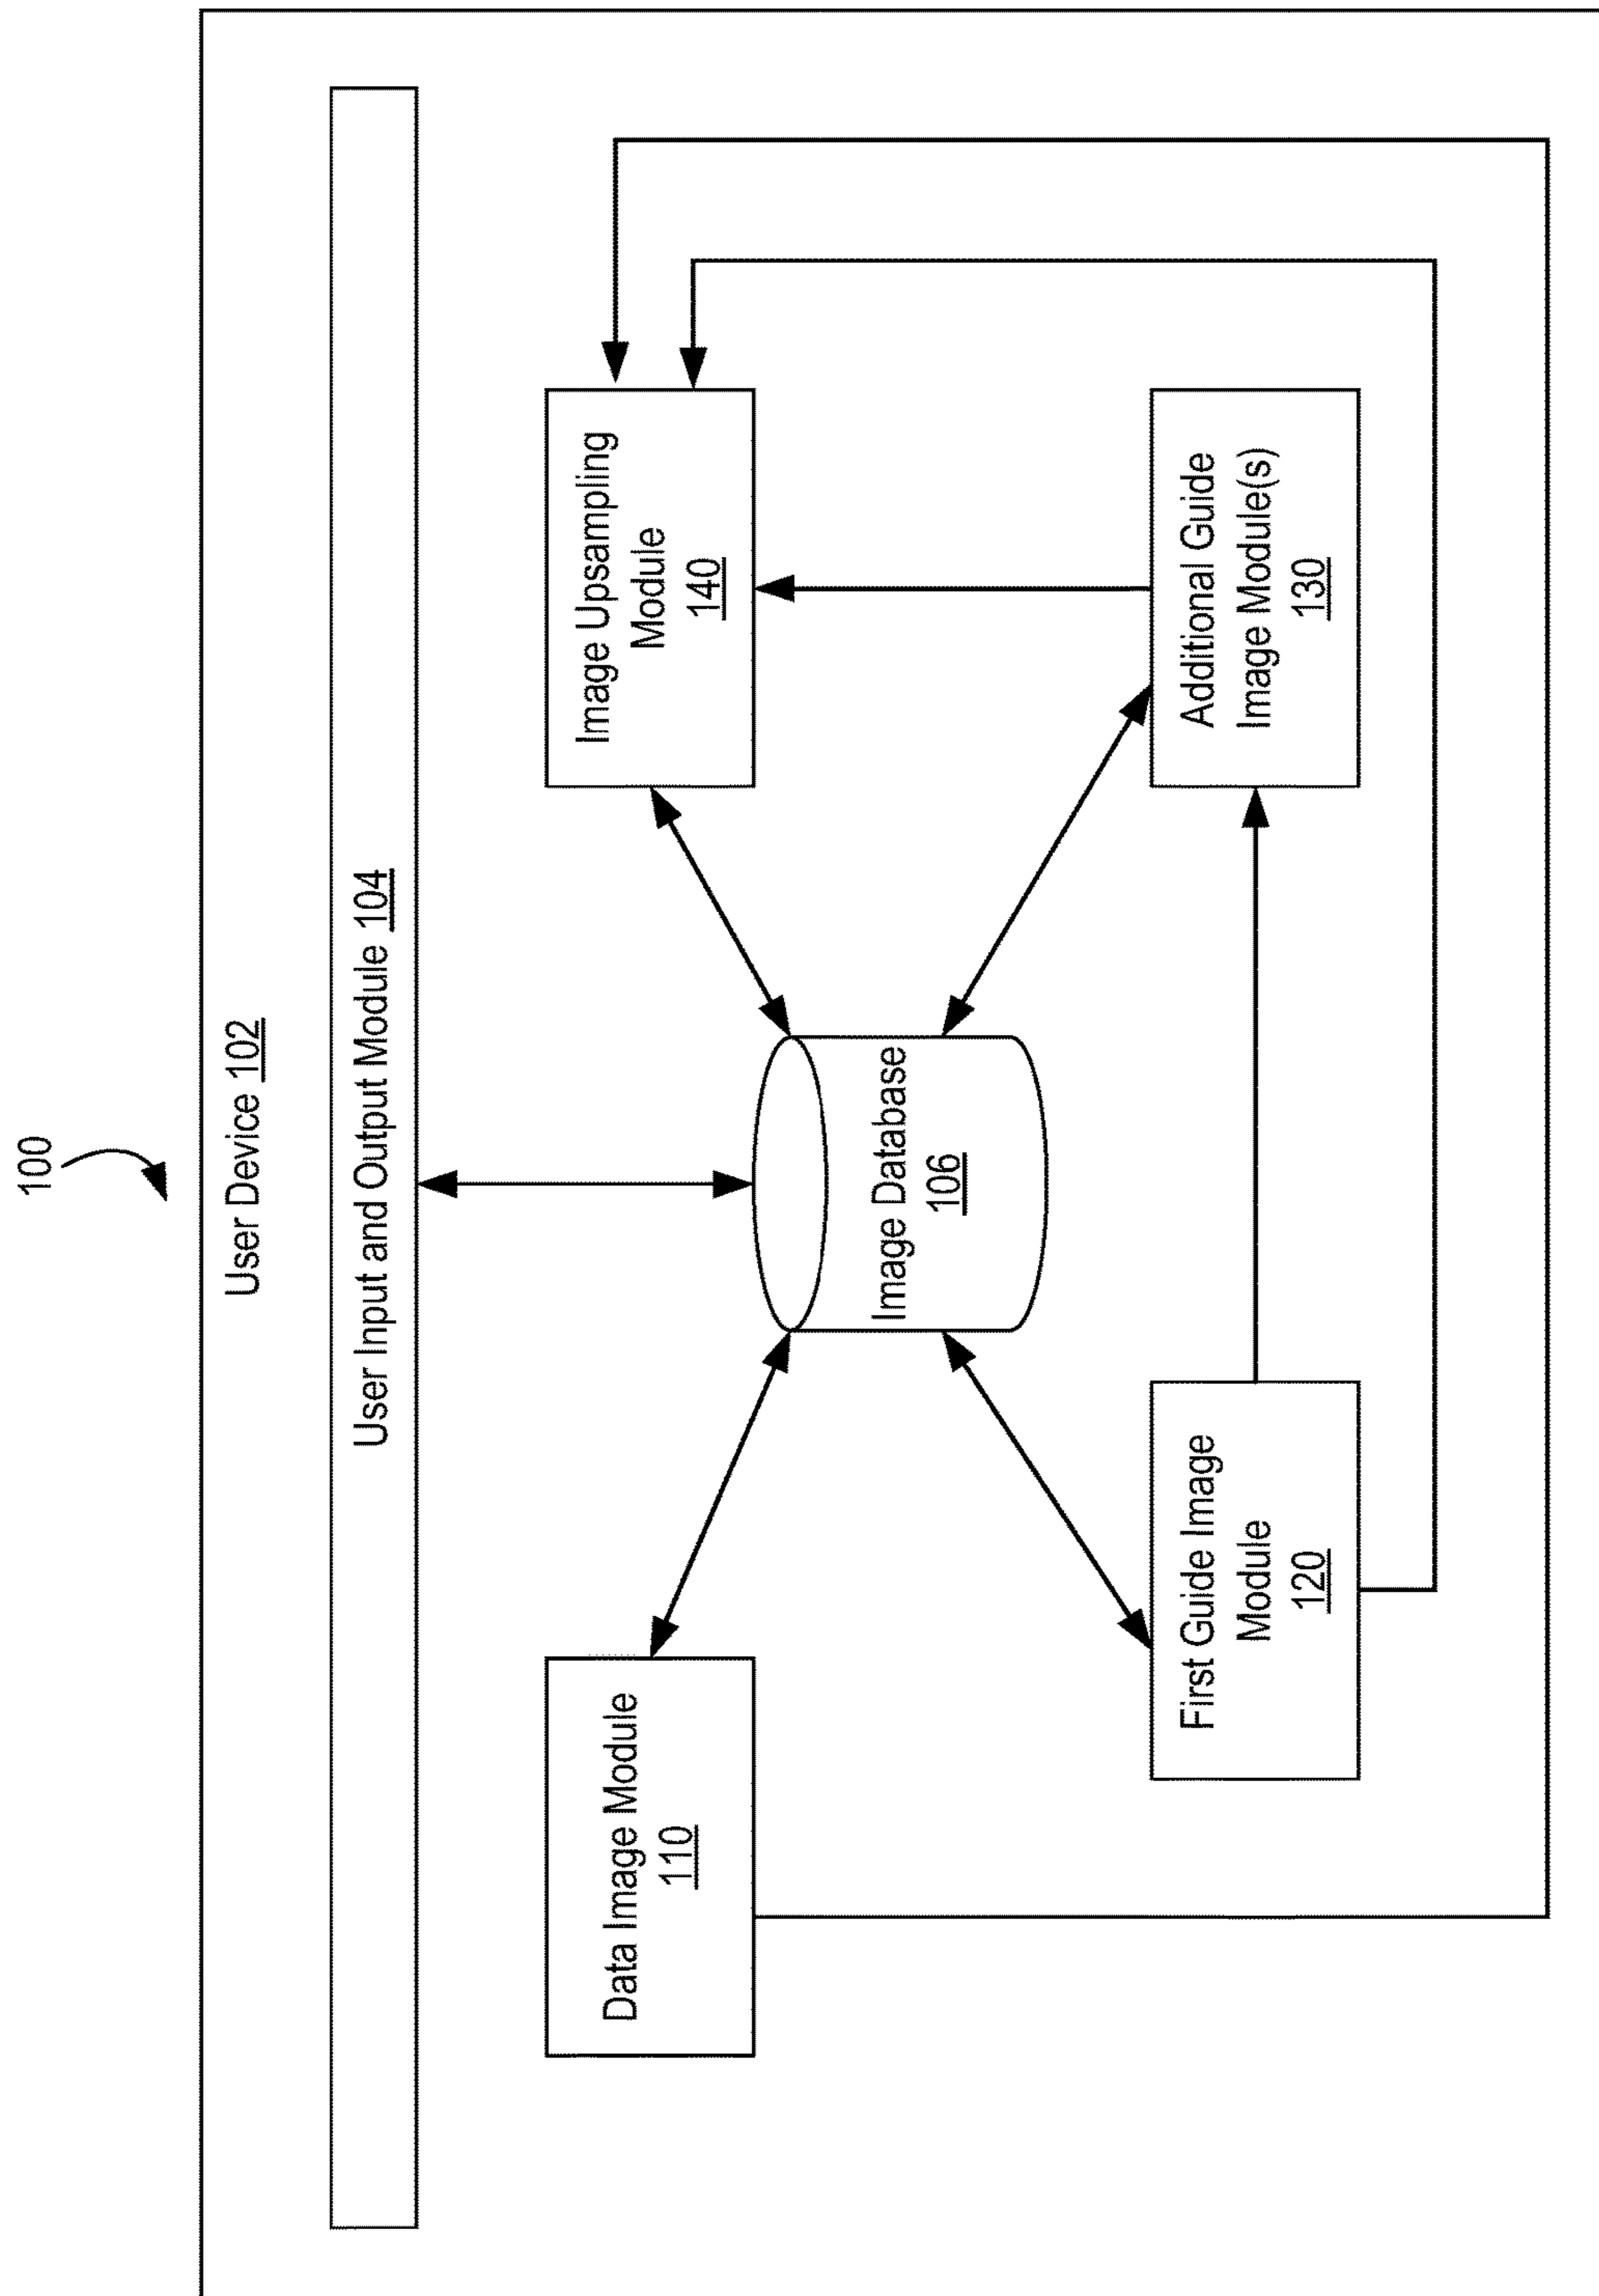 100
User Device 102
User Input and Output Module 104
Data Image Module
110
Image Database
106
Image Upsampling
Module
140
First Guide Image
Module
120
Additional Guide
Image Module(s)
130